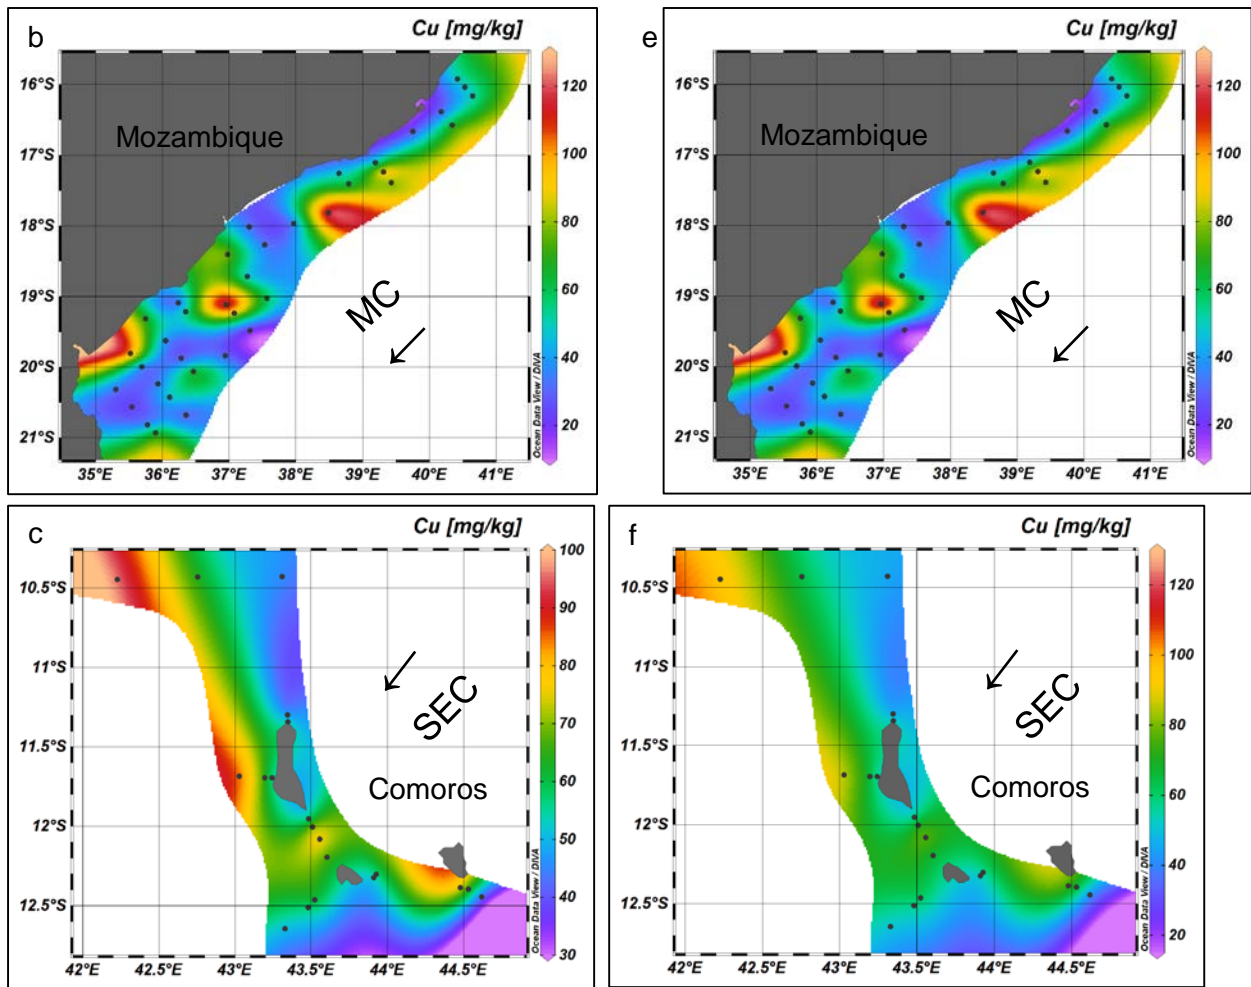 b
Cu [mg/kg]
16°S
17°S
18°S
19°S
20°S
21°S
35°E
36°E
37°E
38°E
39°E
40°E
41°E
Mozambique
MC
120
100
80
60
40
20
Ocean Data View / DIVA
e
Cu [mg/kg]
16°S
17°S
18°S
19°S
20°S
21°S
35°E
36°E
37°E
38°E
39°E
40°E
41°E
Mozambique
MC
120
100
80
60
40
20
Ocean Data View / DIVA
c
Cu [mg/kg]
10.5°S
11°S
11.5°S
12°S
12.5°S
42°E
42.5°E
43°E
43.5°E
44°E
44.5°E
SEC
Comoros
100
90
80
70
60
50
40
30
Ocean Data View / DIVA
f
Cu [mg/kg]
10.5°S
11°S
11.5°S
12°S
12.5°S
42°E
42.5°E
43°E
43.5°E
44°E
44.5°E
SEC
Comoros
120
100
80
60
40
20
Ocean Data View / DIVA